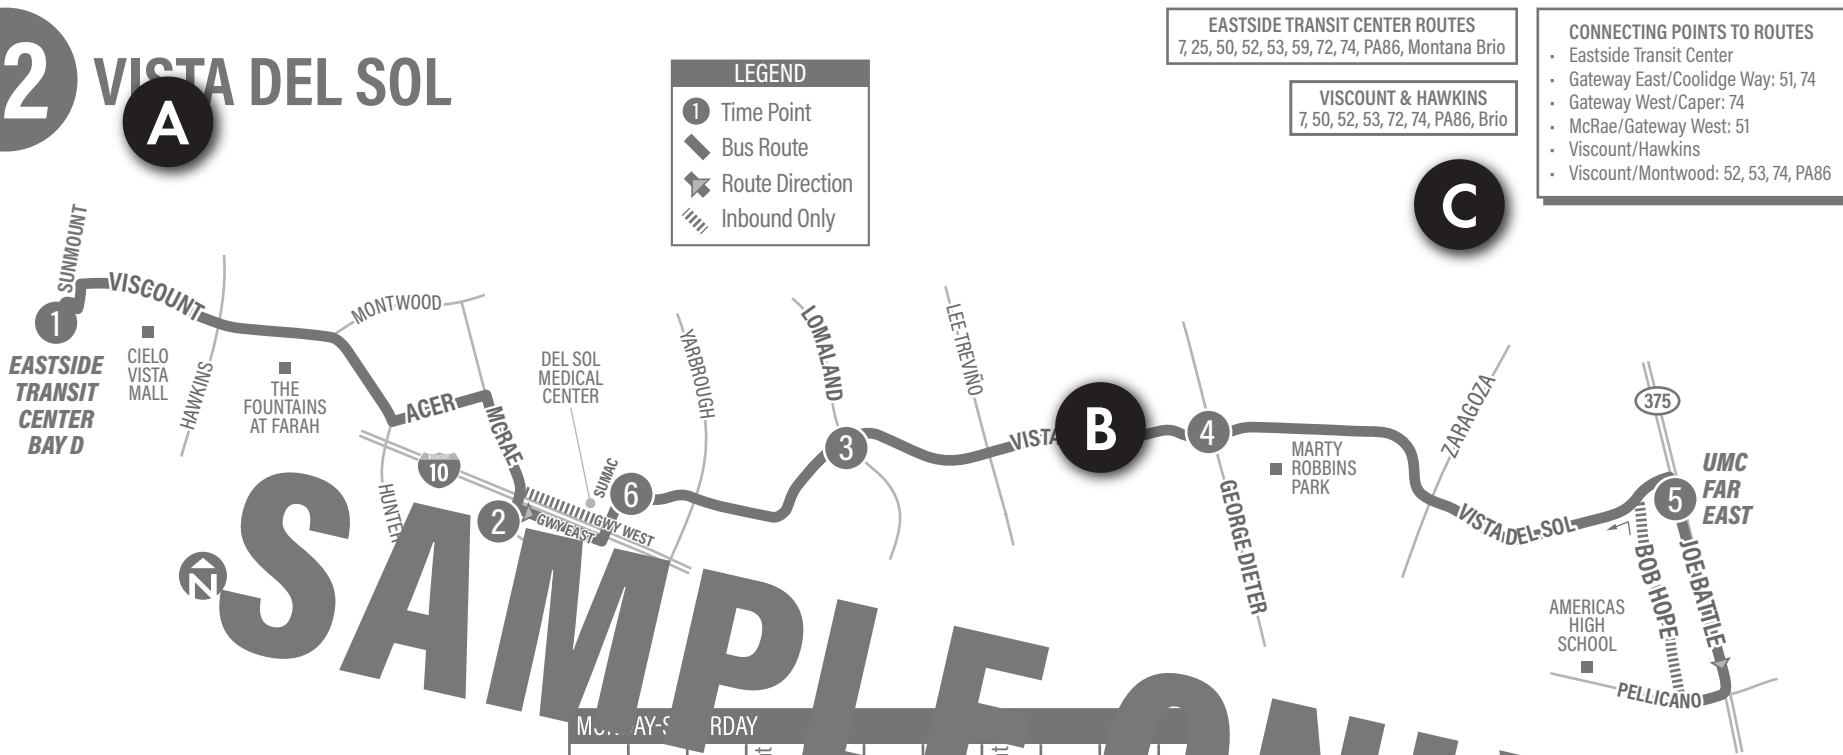 2 VISTA DEL SOL
A
LEGEND
1 Time Point
Bus Route
Route Direction
Inbound Only
EASTSIDE TRANSIT CENTER ROUTES
7, 25, 50, 52, 53, 59, 72, 74, PA86, Montana Brio
VISCOUNT & HAWKINS
7, 50, 52, 53, 72, 74, PA86, Brio
CONNECTING POINTS TO ROUTES
· Eastside Transit Center
· Gateway East/Coolidge Way: 51, 74
· Gateway West/Caper: 74
· McRae/Gateway West: 51
· Viscount/Hawkins
· Viscount/Montwood: 52, 53, 74, PA86
C
SUNMOUNT
VISCOUNT
1
EASTSIDE
TRANSIT
CENTER
BAY D
CIELO
VISTA
MALL
HAWKINS
THE
FOUNTAINS
AT FARAH
MONTWOOD
ACER
MCRAE
10
HUNTER
2
DEL SOL
MEDICAL
CENTER
SUMAC
6
GWY EAST
GWY WEST
YARBROUGH
LOMALAND
3
LEE-TREVIÑO
VISTA
B
4
GEORGE DIETER
MARTY
ROBBINS
PARK
ZARAGOZA
VISTA DEL SOL
375
5
UMC
FAR
EAST
BOB HOPE
JOE BATTLE
AMERICAS
HIGH
SCHOOL
PELLICANO
N
SAMPLE